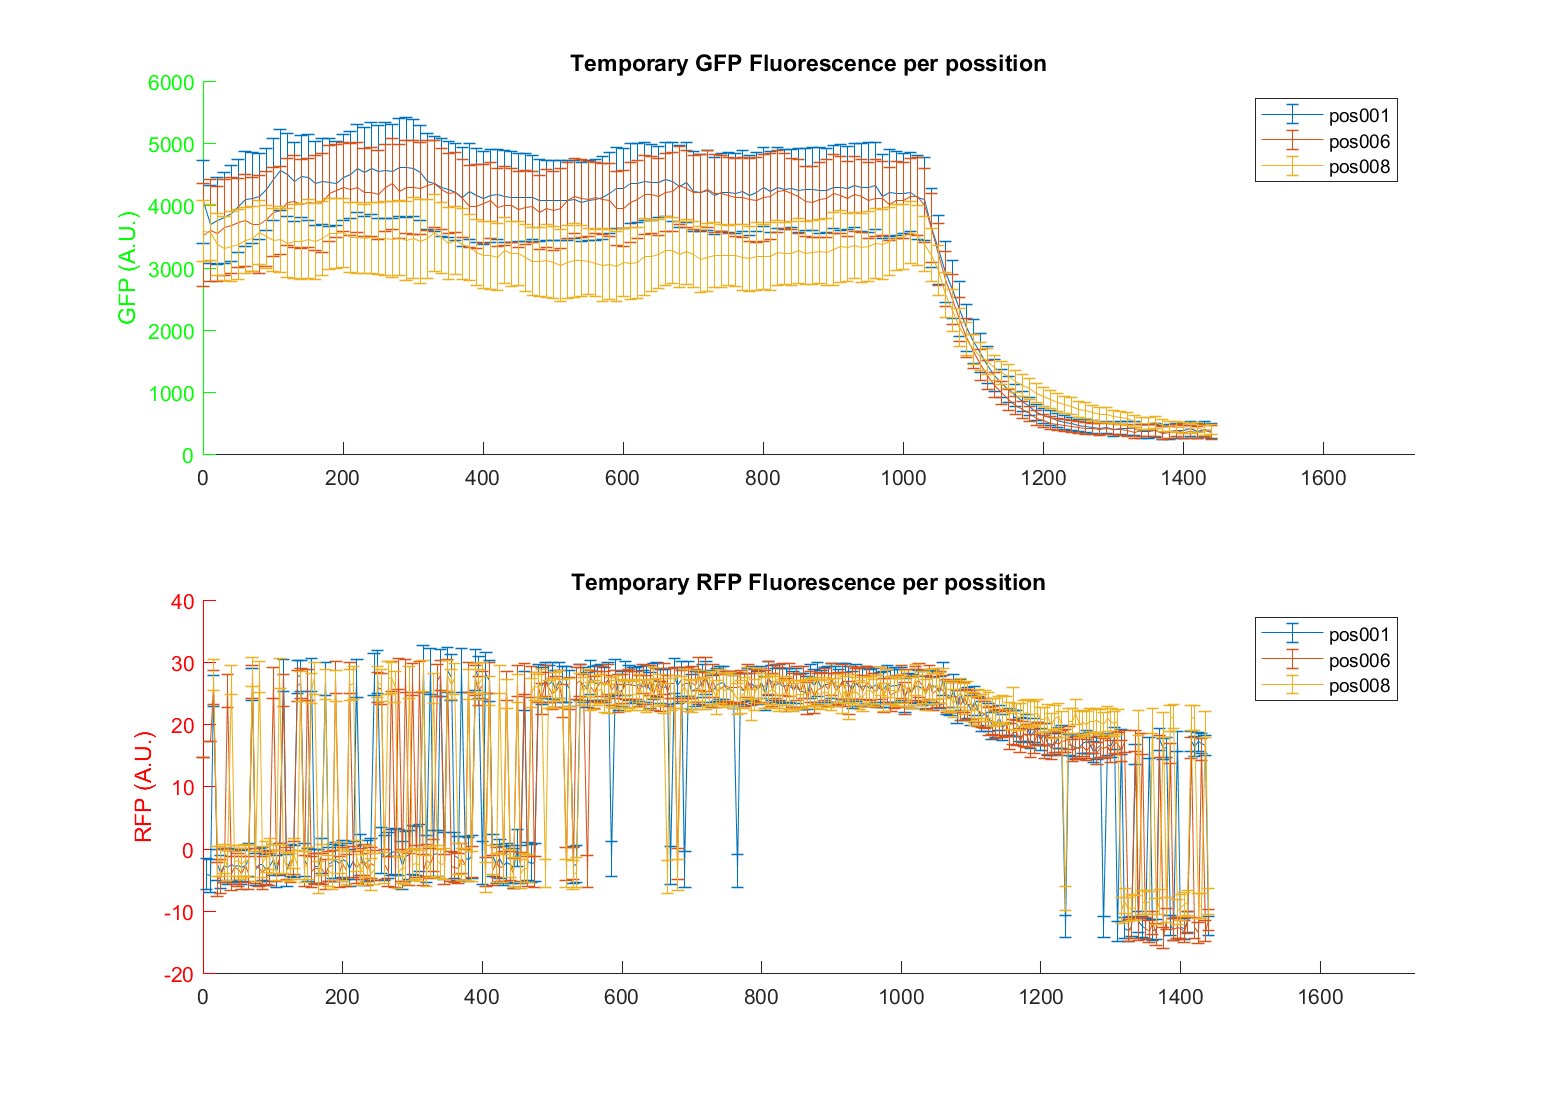 Temporary GFP Fluorescence per possition
6000
5000
4000
3000
2000
1000
0
GFP (A.U.)
0 200 400 600 800 1000 1200 1400 1600
pos001
pos006
pos008
Temporary RFP Fluorescence per possition
40
30
20
10
0
-10
-20
RFP (A.U.)
0 200 400 600 800 1000 1200 1400 1600
pos001
pos006
pos008